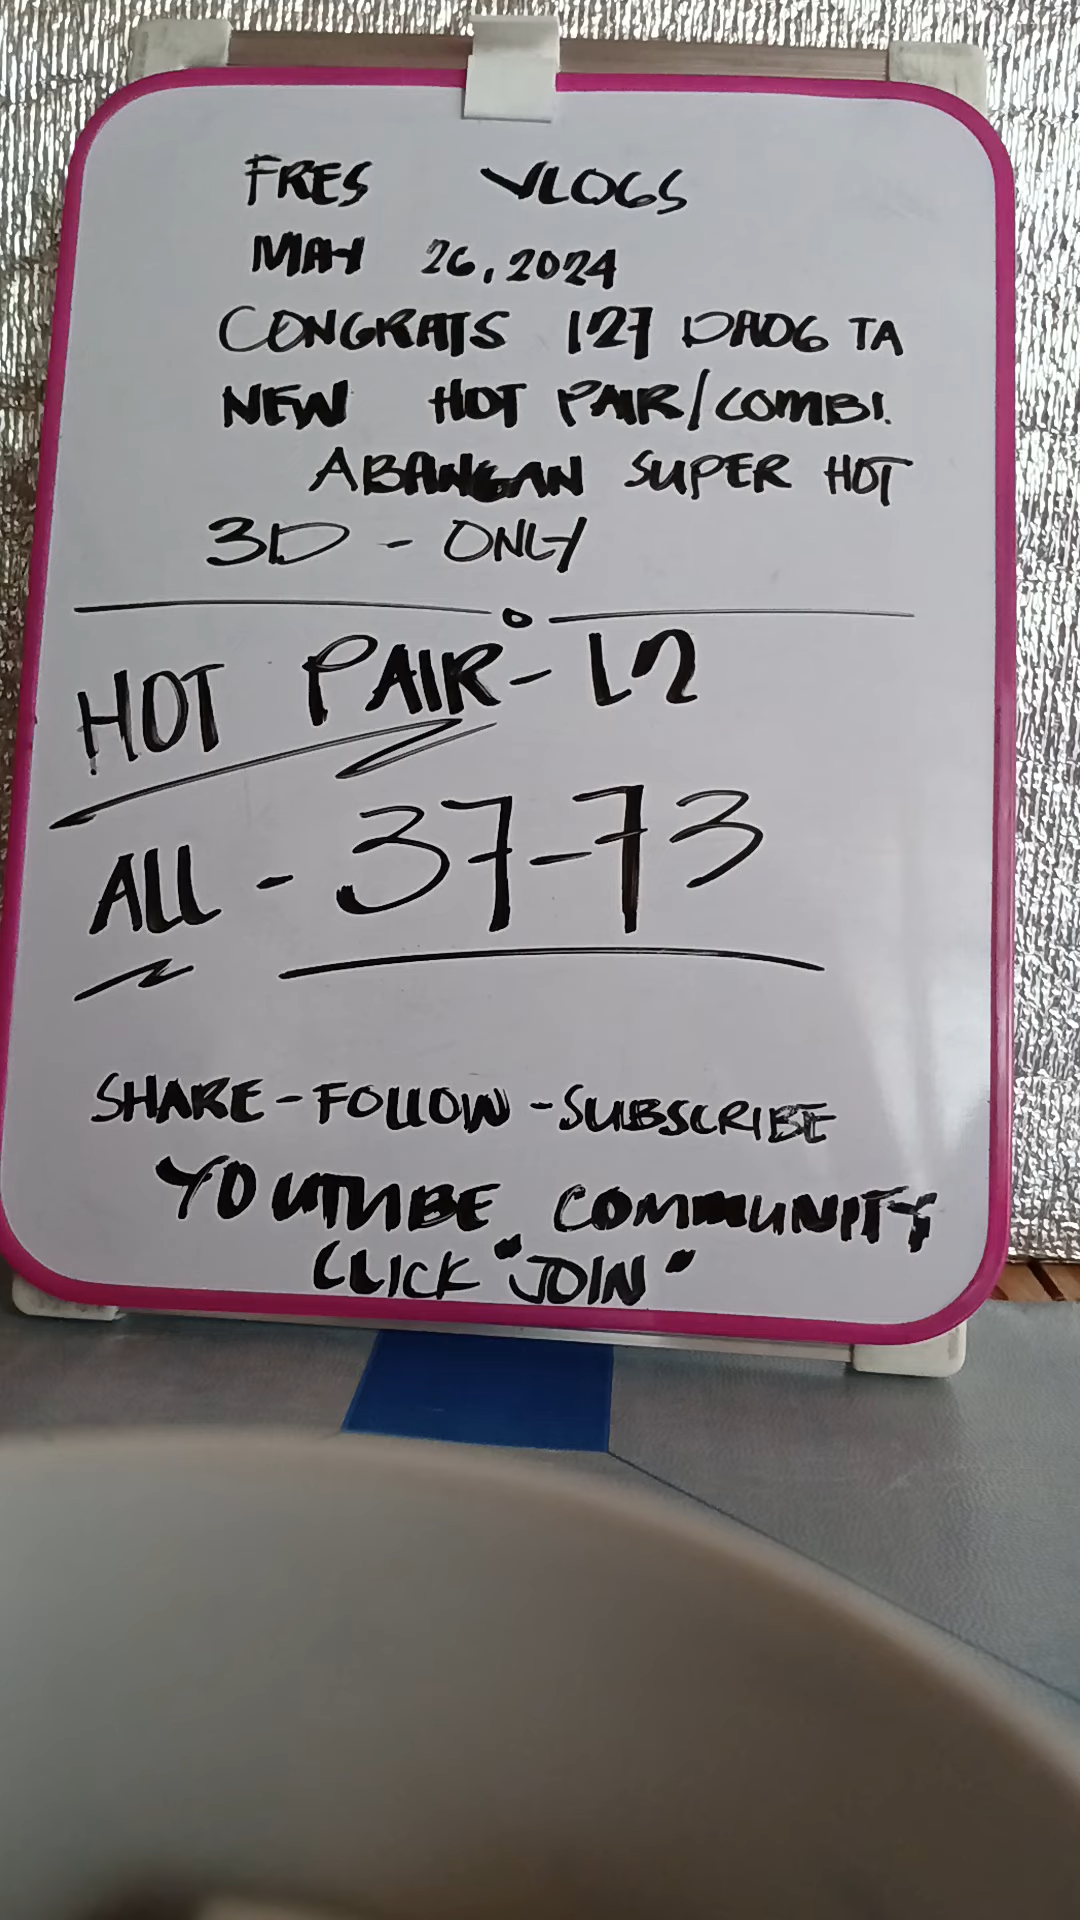 FRES VLOGS
MAY 26, 2024
CONGRATS 127 DAOG TA
NEW HOT PAIR/COMBI.
ABANGAN SUPER HOT
3D - ONLY
HOT PAIR - L2
ALL - 37-73
SHARE - FOLLOW - SUBSCRIBE
YOUTUBE COMMUNITY
CLICK "JOIN"